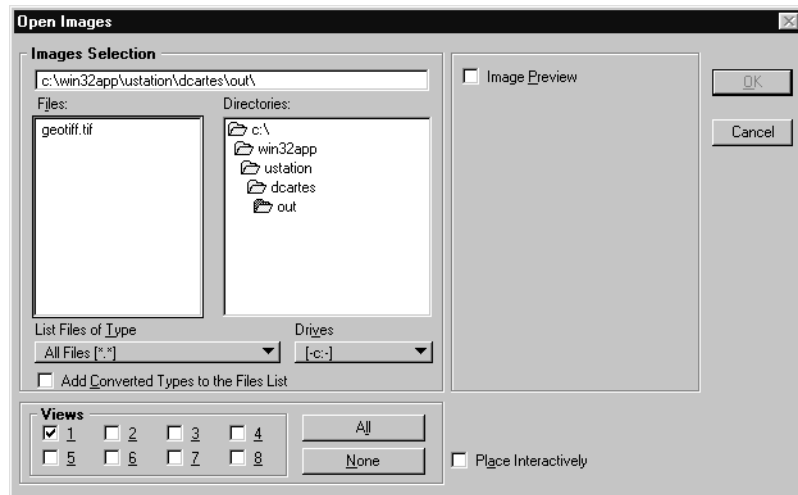 Open Images
Images Selection
c:\win32app\ustation\dcartes\out\
Files:
geotiff.tif
Directories:
c:\
win32app
ustation
dcartes
out
List Files of Type
All Files [*.*]
Drives
[-c:-]
Add Converted Types to the Files List
Image Preview
OK
Cancel
Views
1 2 3 4
5 6 7 8
All
None
Place Interactively